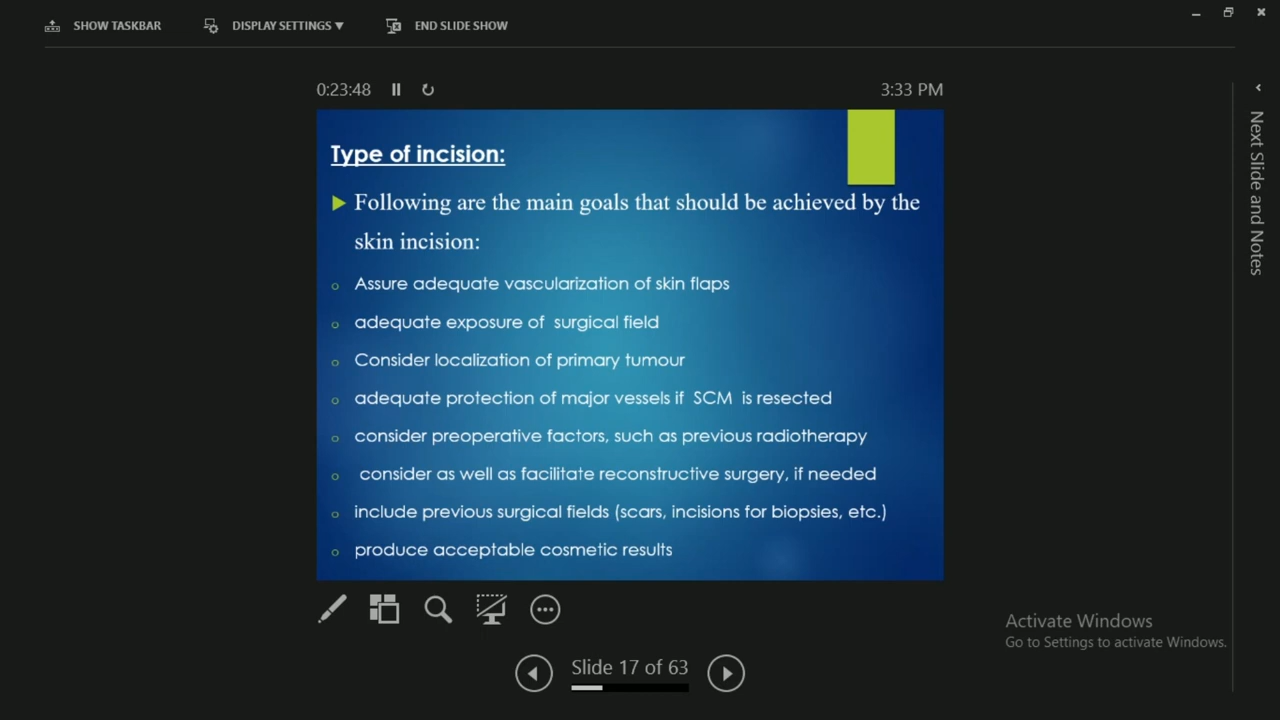 SHOW TASKBAR DISPLAY SETTINGS ▼ END SLIDE SHOW
0:23:48 3:33 PM
Type of incision:
Following are the main goals that should be achieved by the
skin incision:
Assure adequate vascularization of skin flaps
adequate exposure of surgical field
Consider localization of primary tumour
adequate protection of major vessels if SCM is resected
consider preoperative factors, such as previous radiotherapy
consider as well as facilitate reconstructive surgery, if needed
include previous surgical fields (scars, incisions for biopsies, etc.)
produce acceptable cosmetic results
Slide 17 of 63
Next Slide and Notes
Activate Windows
Go to Settings to activate Windows.